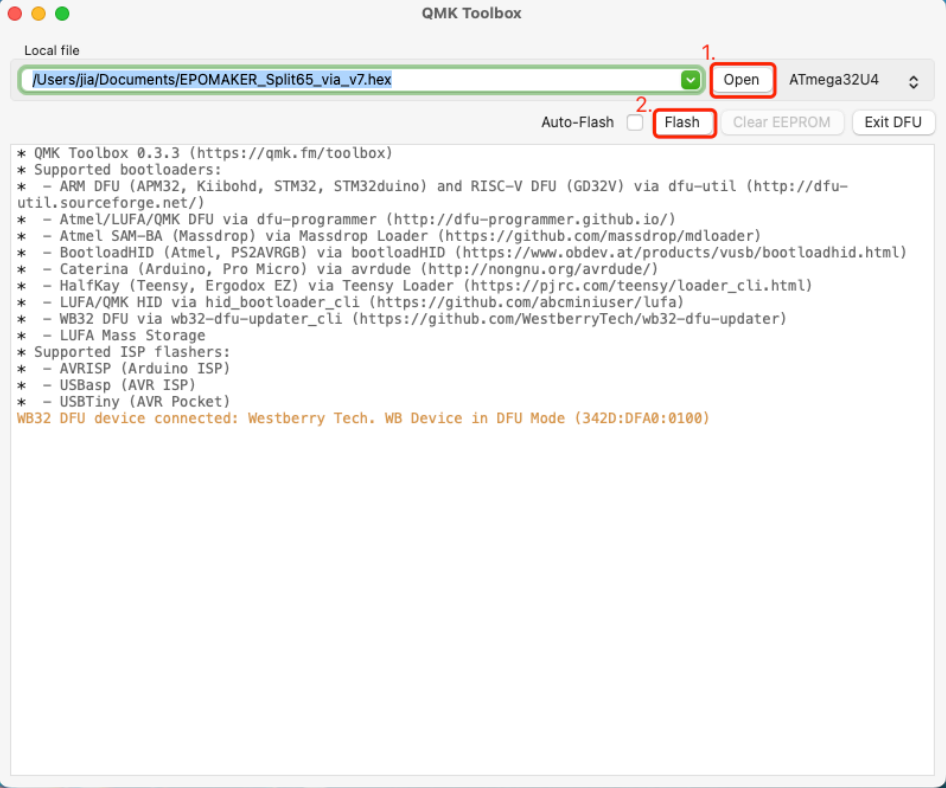 QMK Toolbox
Local file
1.
/Users/jia/Documents/EPOMAKER_Split65_via_v7.hex Open ATmega32U4
2.
Auto-Flash Flash Clear EEPROM Exit DFU
* QMK Toolbox 0.3.3 (https://qmk.fm/toolbox)
* Supported bootloaders:
*  - ARM DFU (APM32, Kiibohd, STM32, STM32duino) and RISC-V DFU (GD32V) via dfu-util (http://dfu-
util.sourceforge.net/)
*  - Atmel/LUFA/QMK DFU via dfu-programmer (http://dfu-programmer.github.io/)
*  - Atmel SAM-BA (Massdrop) via Massdrop Loader (https://github.com/massdrop/mdloader)
*  - BootloadHID (Atmel, PS2AVRGB) via bootloadHID (https://www.obdev.at/products/vusb/bootloadhid.html)
*  - Caterina (Arduino, Pro Micro) via avrdude (http://nongnu.org/avrdude/)
*  - HalfKay (Teensy, Ergodox EZ) via Teensy Loader (https://pjrc.com/teensy/loader_cli.html)
*  - LUFA/QMK HID via hid_bootloader_cli (https://github.com/abcminiuser/lufa)
*  - WB32 DFU via wb32-dfu-updater_cli (https://github.com/WestberryTech/wb32-dfu-updater)
*  - LUFA Mass Storage
* Supported ISP flashers:
*  - AVRISP (Arduino ISP)
*  - USBasp (AVR ISP)
*  - USBTiny (AVR Pocket)
WB32 DFU device connected: Westberry Tech. WB Device in DFU Mode (342D:DFA0:0100)